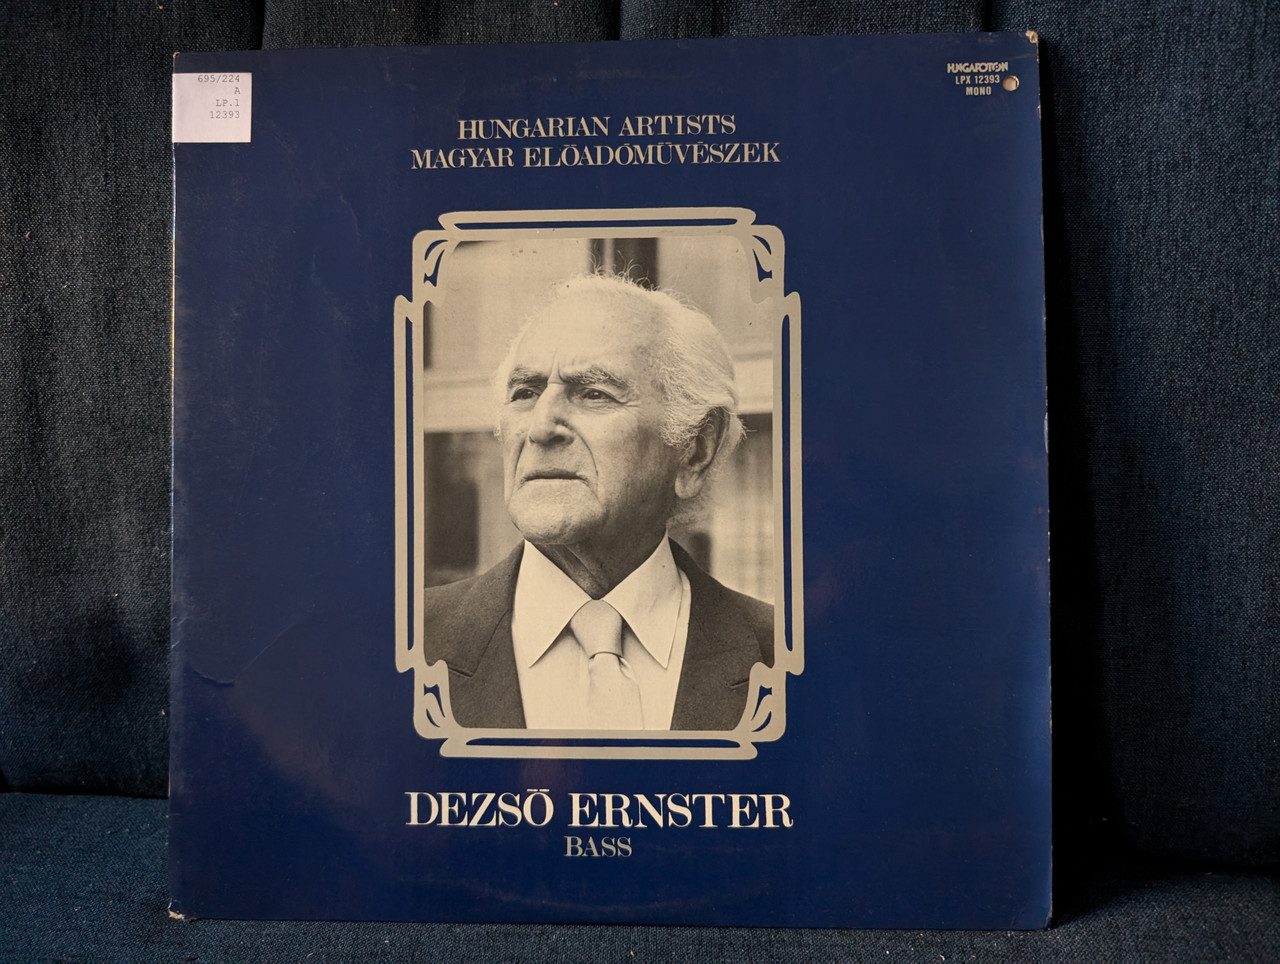 695/224
A
LP.1
12393
HUNGAROTON
LPX 12393
MONO
HUNGARIAN ARTISTS
MAGYAR ELŐADÓMŰVÉSZEK
DEZSŐ ERNSTER
BASS